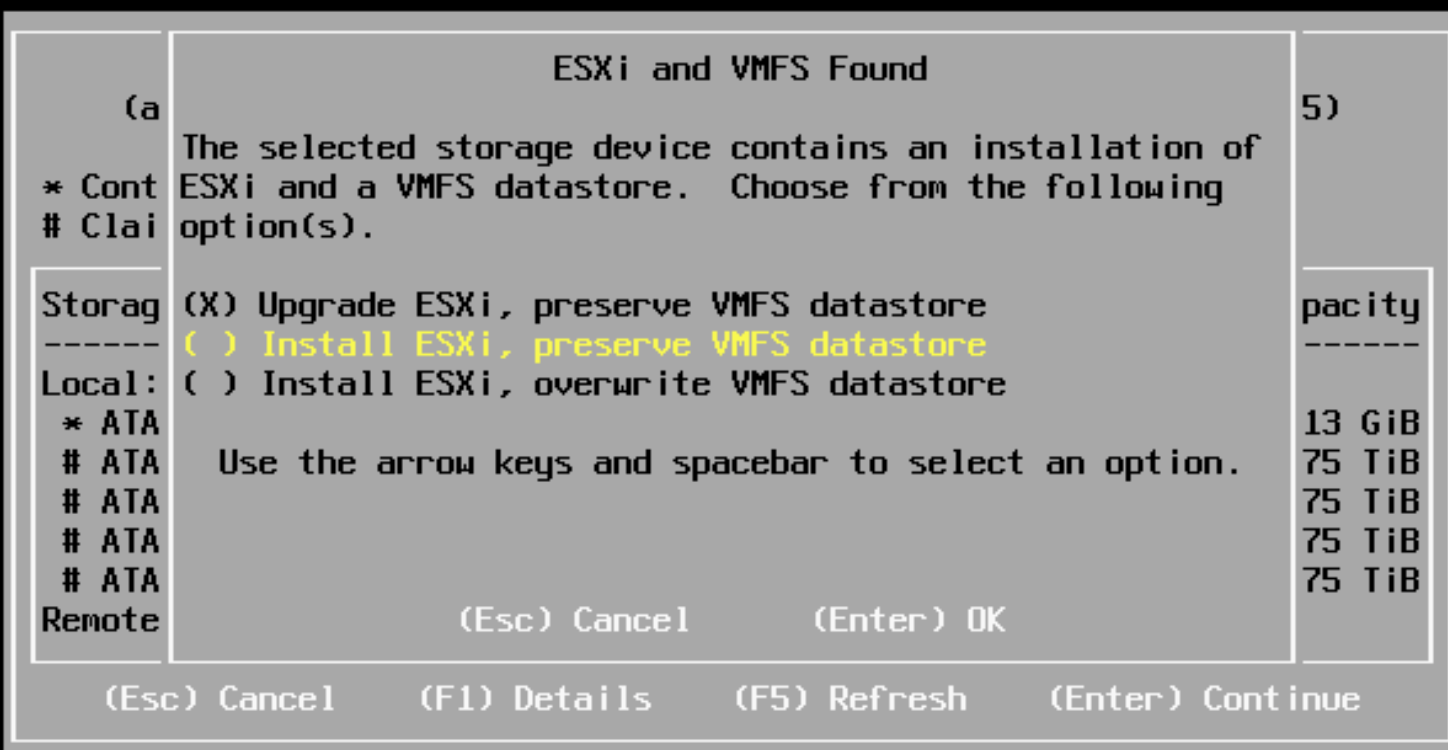 ESXi and VMFS Found
(a 5)
The selected storage device contains an installation of
* Cont ESXi and a VMFS datastore. Choose from the following
# Clai option(s).
Storag (X) Upgrade ESXi, preserve VMFS datastore pacity
------ ( ) Install ESXi, preserve VMFS datastore ------
Local: ( ) Install ESXi, overwrite VMFS datastore
* ATA 13 GiB
# ATA Use the arrow keys and spacebar to select an option. 75 TiB
# ATA 75 TiB
# ATA 75 TiB
# ATA 75 TiB
Remote (Esc) Cancel (Enter) OK
(Esc) Cancel (F1) Details (F5) Refresh (Enter) Continue